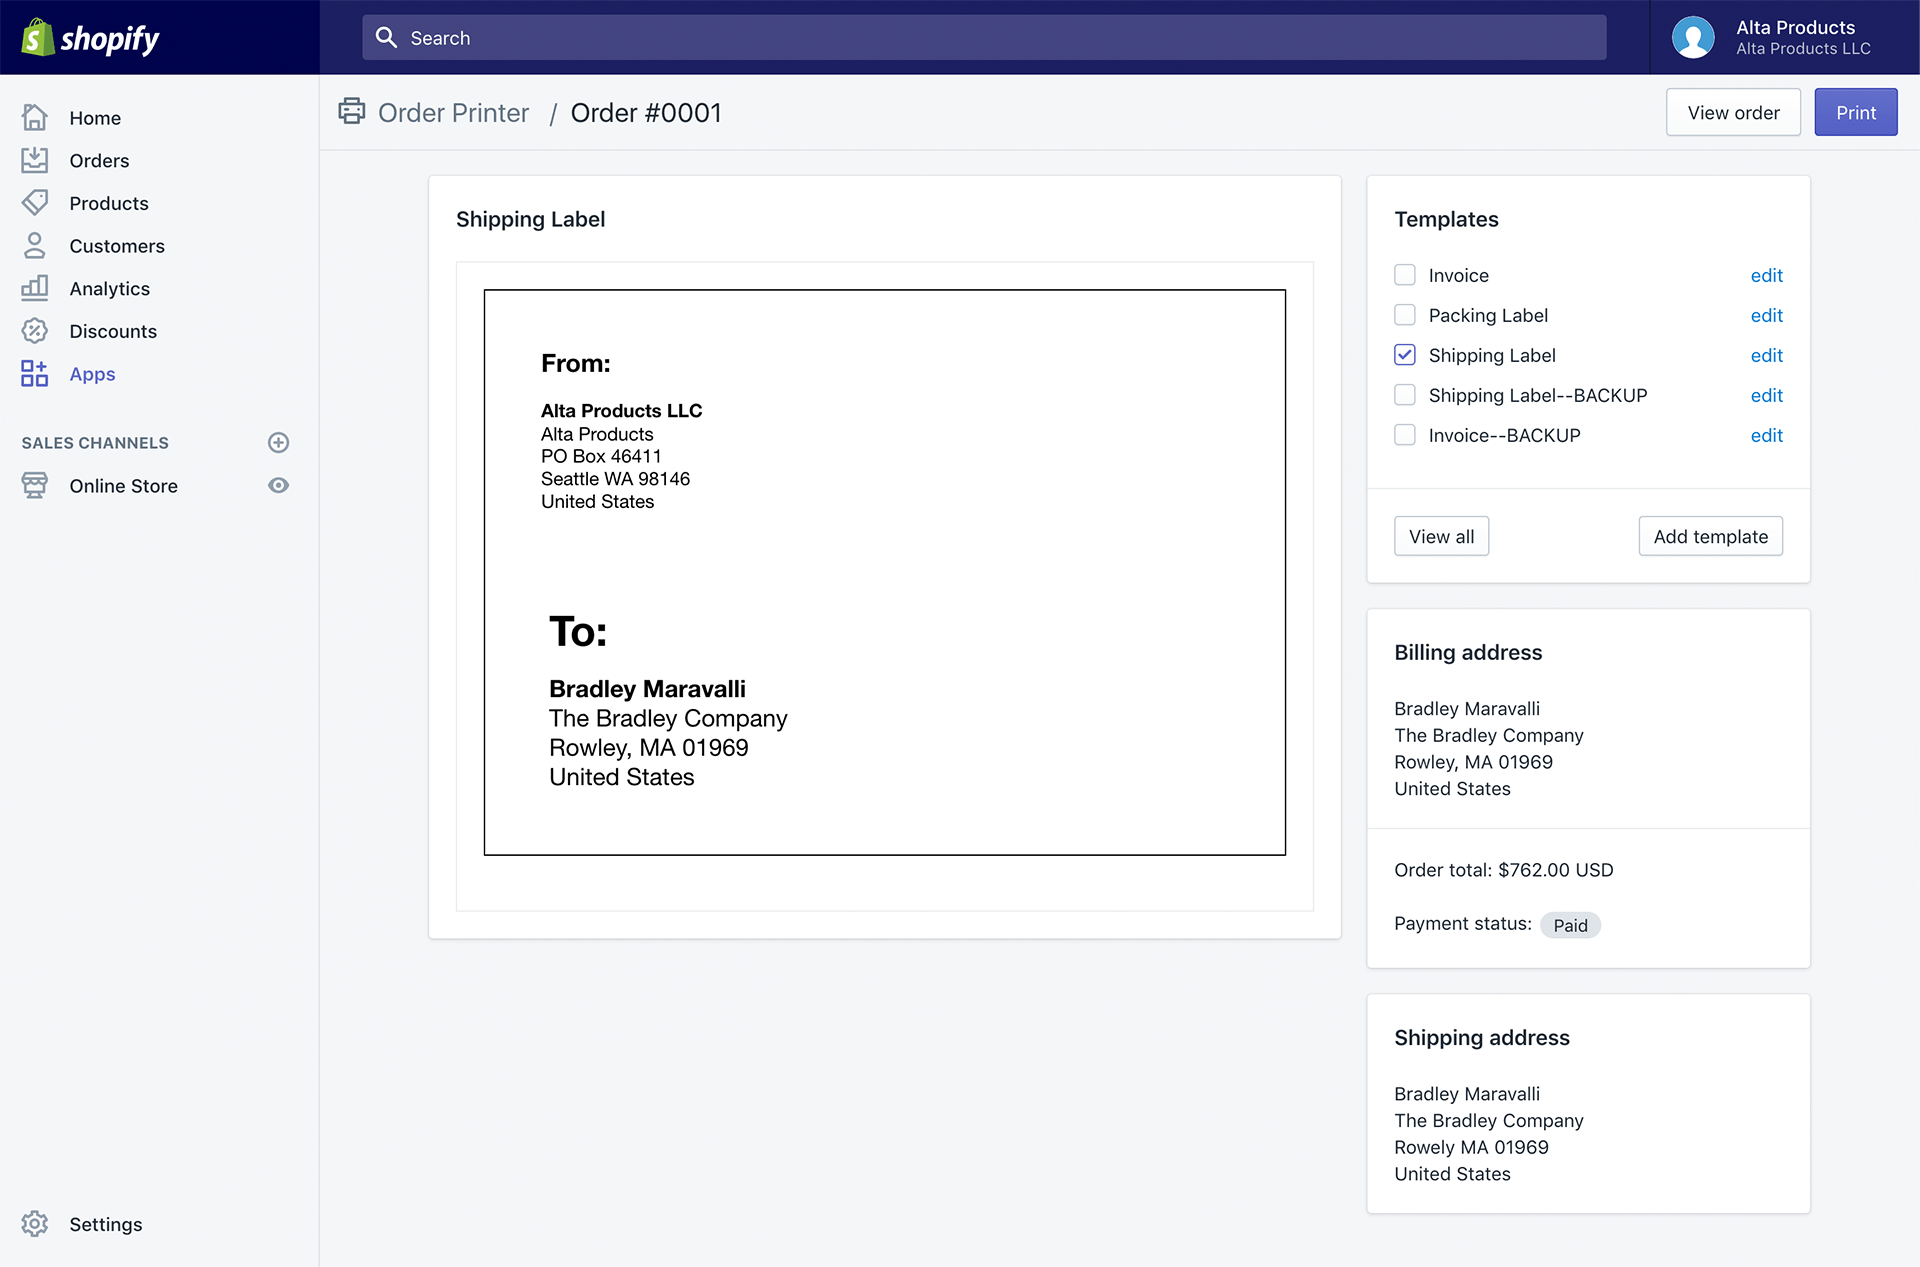 shopify
Search
Alta Products
Alta Products LLC
Home
Orders
Products
Customers
Analytics
Discounts
Apps
SALES CHANNELS
Online Store
Settings
Order Printer / Order #0001
View order
Print
Shipping Label
From:
Alta Products LLC
Alta Products
PO Box 46411
Seattle WA 98146
United States
To:
Bradley Maravalli
The Bradley Company
Rowley, MA 01969
United States
Templates
Invoice edit
Packing Label edit
Shipping Label edit
Shipping Label--BACKUP edit
Invoice--BACKUP edit
View all
Add template
Billing address
Bradley Maravalli
The Bradley Company
Rowley, MA 01969
United States
Order total: $762.00 USD
Payment status: Paid
Shipping address
Bradley Maravalli
The Bradley Company
Rowely MA 01969
United States